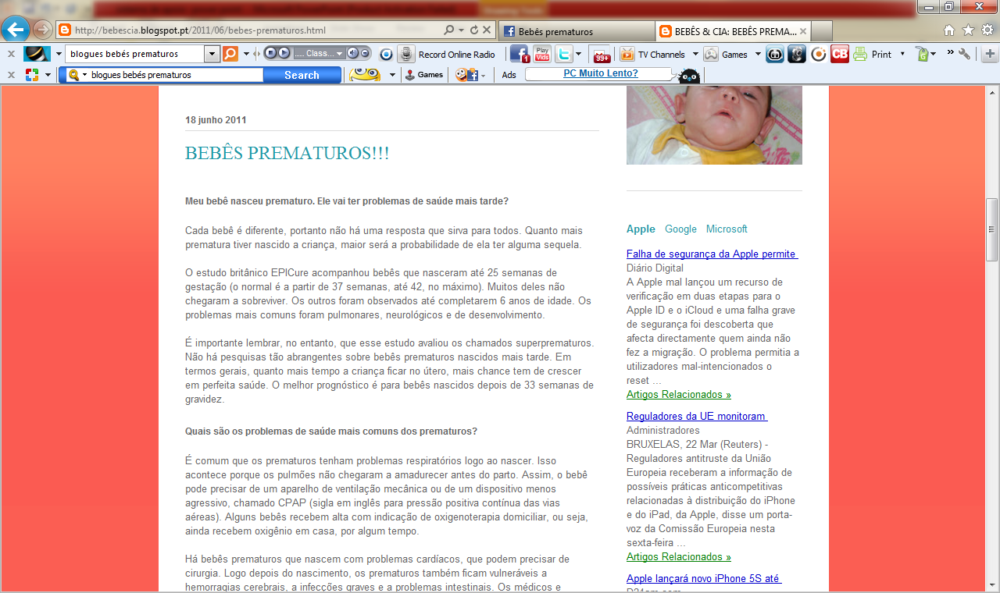 http://bebescia.blogspot.pt/2011/06/bebes-prematuros.html
Bebês prematuros
BEBÊS & CIA: BEBÊS PREMA...
blogues bebés prematuros
...... Class...
Record Online Radio
1
Play Vids
99+
TV Channels
Games
CB
Print
blogues bebés prematuros
Search
Games
Ads
PC Muito Lento?
18 junho 2011
BEBÊS PREMATUROS!!!
Meu bebê nasceu prematuro. Ele vai ter problemas de saúde mais tarde?
Cada bebê é diferente, portanto não há uma resposta que sirva para todos. Quanto mais
prematura tiver nascido a criança, maior será a probabilidade de ela ter alguma sequela.
O estudo britânico EPICure acompanhou bebês que nasceram até 25 semanas de
gestação (o normal é a partir de 37 semanas, até 42, no máximo). Muitos deles não
chegaram a sobreviver. Os outros foram observados até completarem 6 anos de idade. Os
problemas mais comuns foram pulmonares, neurológicos e de desenvolvimento.
É importante lembrar, no entanto, que esse estudo avaliou os chamados superprematuros.
Não há pesquisas tão abrangentes sobre bebês prematuros nascidos mais tarde. Em
termos gerais, quanto mais tempo a criança ficar no útero, mais chance tem de crescer
em perfeita saúde. O melhor prognóstico é para bebês nascidos depois de 33 semanas de
gravidez.
Quais são os problemas de saúde mais comuns dos prematuros?
É comum que os prematuros tenham problemas respiratórios logo ao nascer. Isso
acontece porque os pulmões não chegaram a amadurecer antes do parto. Assim, o bebê
pode precisar de um aparelho de ventilação mecânica ou de um dispositivo menos
agressivo, chamado CPAP (sigla em inglês para pressão positiva contínua das vias
aéreas). Alguns bebês recebem alta com indicação de oxigenoterapia domiciliar, ou seja,
ainda recebem oxigênio em casa, por algum tempo.
Há bebês prematuros que nascem com problemas cardíacos, que podem precisar de
cirurgia. Logo depois do nascimento, os prematuros também ficam vulneráveis a
hemorragias cerebrais, a infecções graves e a problemas intestinais. Os médicos e
Apple Google Microsoft
Falha de segurança da Apple permite
Diário Digital
A Apple mal lançou um recurso de
verificação em duas etapas para o
Apple ID e o iCloud e uma falha grave
de segurança foi descoberta que
afecta directamente quem ainda não
fez a migração. O problema permitia a
utilizadores mal-intencionados o
reset ...
Artigos Relacionados »
Reguladores da UE monitoram
Administradores
BRUXELAS, 22 Mar (Reuters) -
Reguladores antitruste da União
Europeia receberam a informação de
possíveis práticas anticompetitivas
relacionadas à distribuição do iPhone
e do iPad, da Apple, disse um porta-
voz da Comissão Europeia nesta
sexta-feira ...
Artigos Relacionados »
Apple lançará novo iPhone 5S até